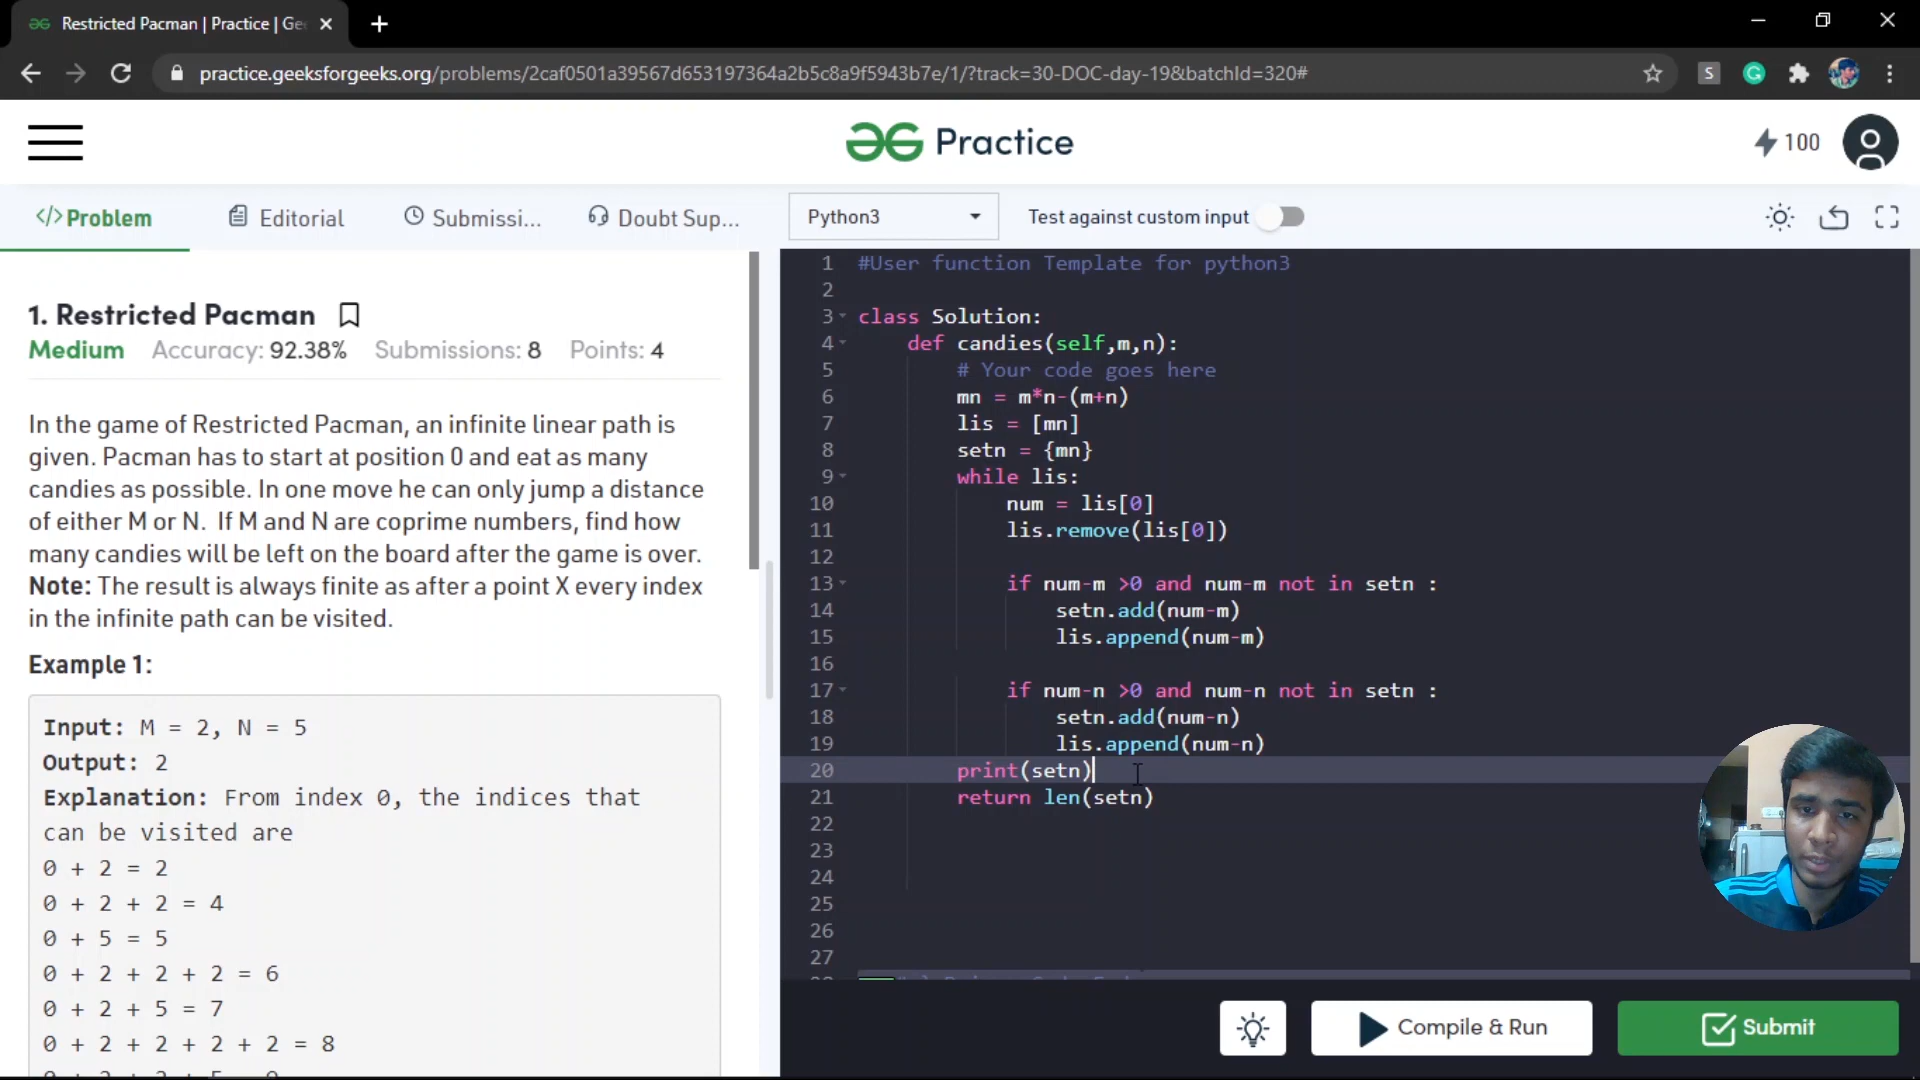 Restricted Pacman | Practice | Ge
practice.geeksforgeeks.org/problems/2caf0501a39567d653197364a2b5c8a9f5943b7e/1/?track=30-DOC-day-19&batchId=320#
Practice
100
</>Problem
Editorial
Submissi...
Doubt Sup...
Python3
Test against custom input
1. Restricted Pacman
Medium Accuracy: 92.38% Submissions: 8 Points: 4
In the game of Restricted Pacman, an infinite linear path is
given. Pacman has to start at position 0 and eat as many
candies as possible. In one move he can only jump a distance
of either M or N. If M and N are coprime numbers, find how
many candies will be left on the board after the game is over.
Note: The result is always finite as after a point X every index
in the infinite path can be visited.
Example 1:
Input: M = 2, N = 5
Output: 2
Explanation: From index 0, the indices that
can be visited are
0 + 2 = 2
0 + 2 + 2 = 4
0 + 5 = 5
0 + 2 + 2 + 2 = 6
0 + 2 + 5 = 7
0 + 2 + 2 + 2 + 2 = 8
1 #User function Template for python3
2
3 class Solution:
4 def candies(self,m,n):
5 # Your code goes here
6 mn = m*n-(m+n)
7 lis = [mn]
8 setn = {mn}
9 while lis:
10 num = lis[0]
11 lis.remove(lis[0])
12
13 if num-m >0 and num-m not in setn :
14 setn.add(num-m)
15 lis.append(num-m)
16
17 if num-n >0 and num-n not in setn :
18 setn.add(num-n)
19 lis.append(num-n)
20 print(setn)
21 return len(setn)
22
23
24
25
26
27
Compile & Run
Submit